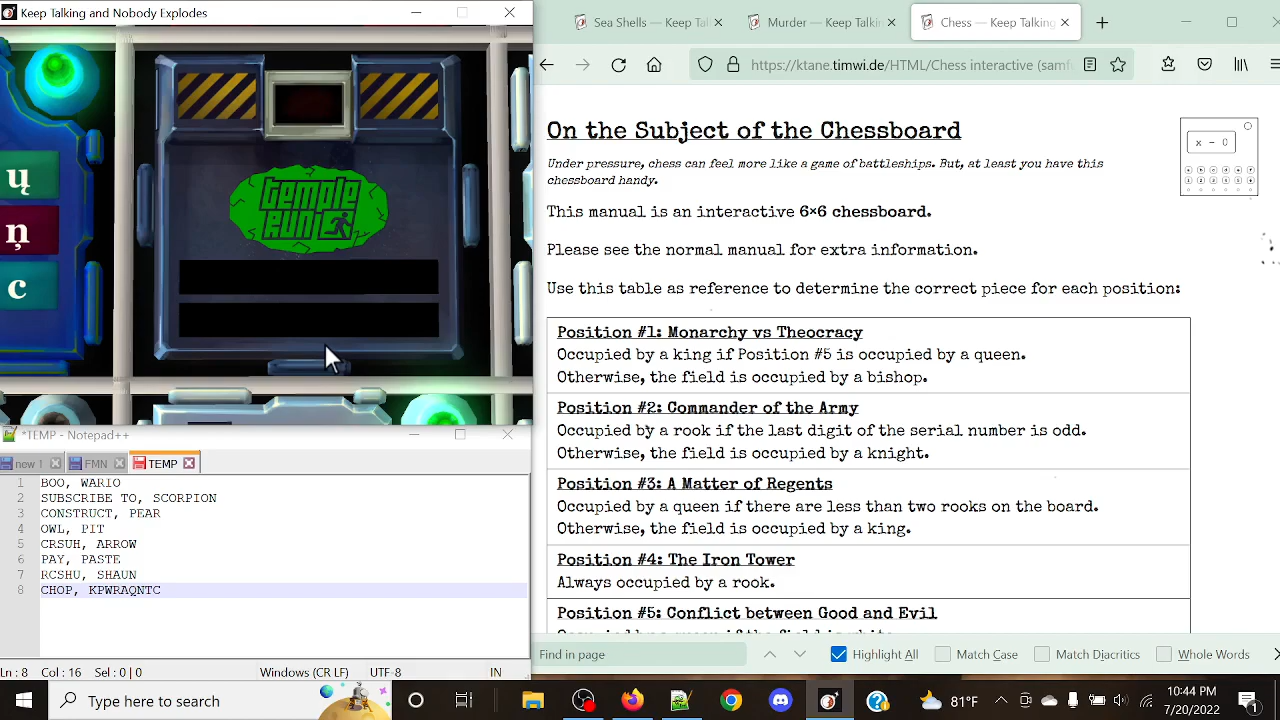 Keep Talking and Nobody Explodes
ų
ņ
c
temple
RUN
*TEMP - Notepad++
new 1
FMN
TEMP
1 BOO, WARIO
2 SUBSCRIBE TO, SCORPION
3 CONSTRUCT, PEAR
4 OWL, PIT
5 CRSUH, ARROW
6 PAY, PASTE
7 RCSHU, SHAUN
8 CHOP, KPWRAQNTC
Ln: 8 Col: 16 Sel: 0 | 0 Windows (CR LF) UTF-8 IN
Sea Shells — Keep Talk
Murder — Keep Talkin
Chess — Keep Talking
https://ktane.timwi.de/HTML/Chess interactive (samf
On the Subject of the Chessboard
Under pressure, chess can feel more like a game of battleships. But, at least you have this
chessboard handy.
x - 0
This manual is an interactive 6×6 chessboard.
Please see the normal manual for extra information.
Use this table as reference to determine the correct piece for each position:
Position #1: Monarchy vs Theocracy
Occupied by a king if Position #5 is occupied by a queen.
Otherwise, the field is occupied by a bishop.
Position #2: Commander of the Army
Occupied by a rook if the last digit of the serial number is odd.
Otherwise, the field is occupied by a knight.
Position #3: A Matter of Regents
Occupied by a queen if there are less than two rooks on the board.
Otherwise, the field is occupied by a king.
Position #4: The Iron Tower
Always occupied by a rook.
Position #5: Conflict between Good and Evil
Find in page
Highlight All
Match Case
Match Diacritics
Whole Words
Type here to search
81°F
10:44 PM
7/20/2022